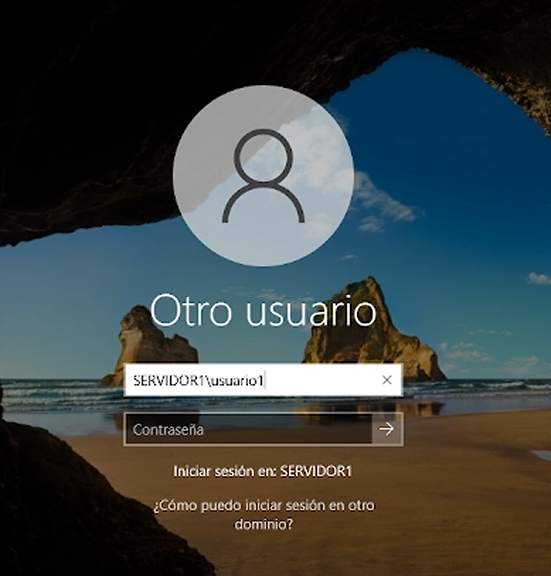 Otro usuario
SERVIDOR1\usuario1
Contraseña
Iniciar sesión en: SERVIDOR1
¿Cómo puedo iniciar sesión en otro
dominio?